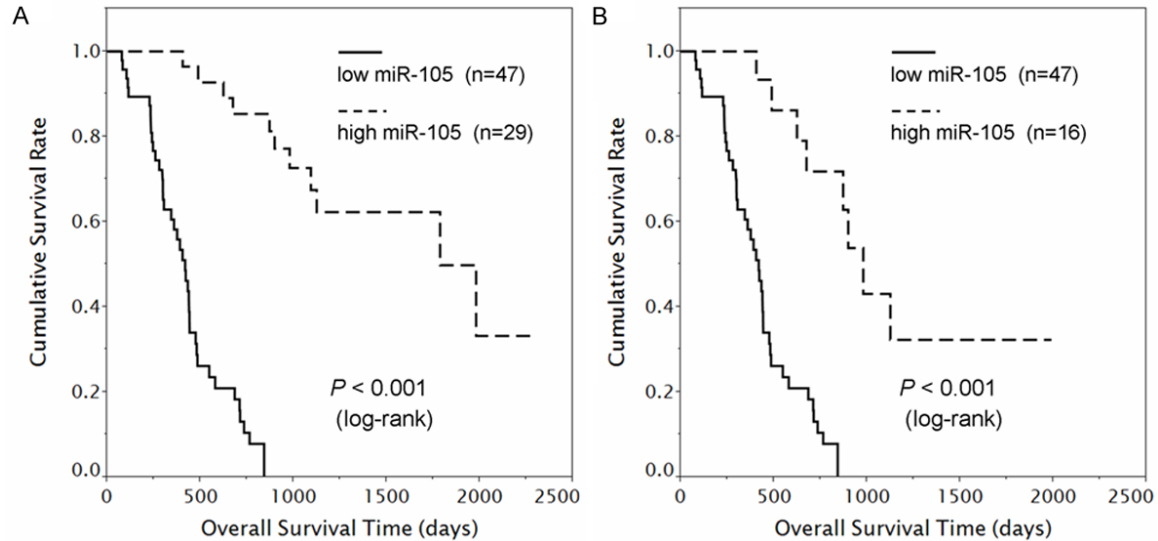 A
Cumulative Survival Rate
1.0
0.8
0.6
0.4
0.2
0.0
low miR-105 (n=47)
high miR-105 (n=29)
P < 0.001
(log-rank)
0 500 1000 1500 2000 2500
Overall Survival Time (days)
B
Cumulative Survival Rate
1.0
0.8
0.6
0.4
0.2
0.0
low miR-105 (n=47)
high miR-105 (n=16)
P < 0.001
(log-rank)
0 500 1000 1500 2000 2500
Overall Survival Time (days)